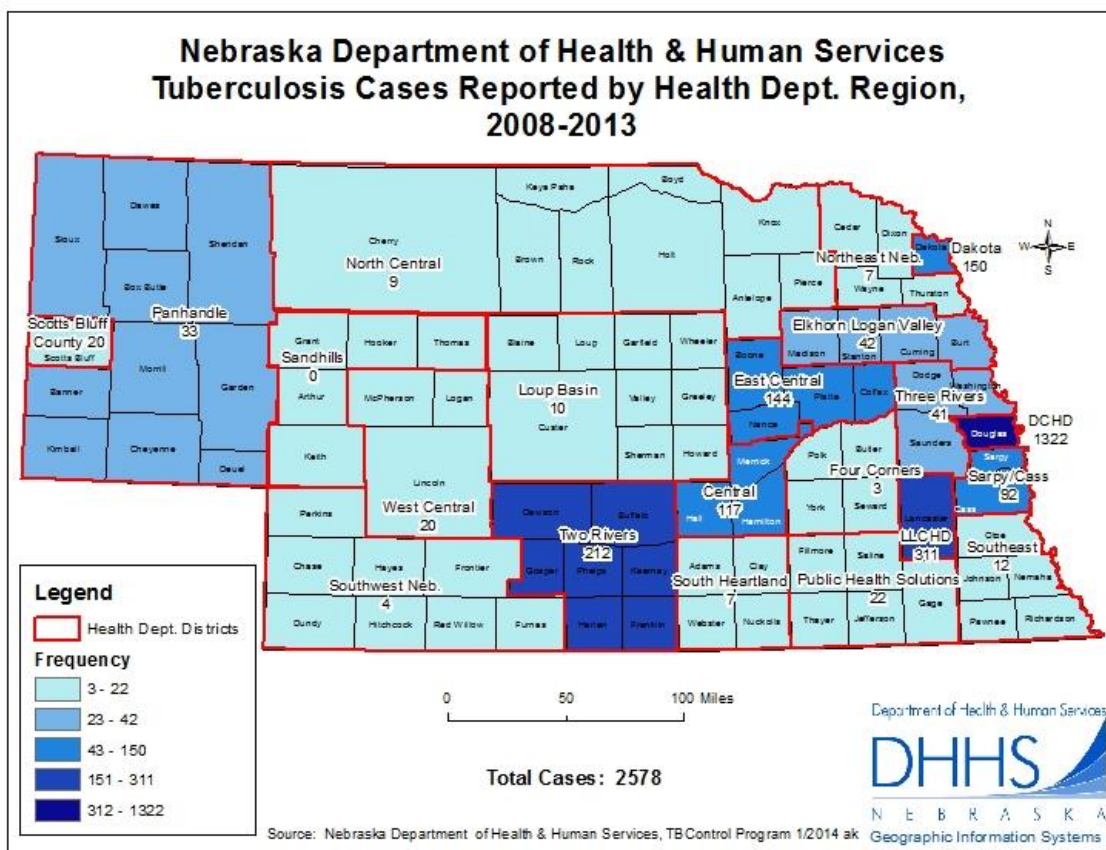 Nebraska Department of Health & Human Services
Tuberculosis Cases Reported by Health Dept. Region,
2008-2013
Sioux
Dawes
Sheridan
Box Butte
Panhandle
33
Scotts Bluff
County 20
Scotts Bluff
Banner
Morrill
Garden
Kimball
Cheyenne
Deuel
Cherry
North Central
9
Keya Paha
Boyd
Brown
Rock
Holt
Knox
Antelope
Pierce
Cedar
Dixon
Northeast Neb.
7
Wayne
Thurston
Dakota
Dakota
150
N
W
E
S
Grant
Hooker
Thomas
Sandhills
0
Arthur
McPherson
Logan
Keith
Lincoln
West Central
20
Blaine
Loup
Garfield
Wheeler
Loup Basin
10
Custer
Valley
Greeley
Sherman
Howard
Elkhorn Logan Valley
42
Madison
Stanton
Cuming
Burt
Boone
East Central
144
Platte
Colfax
Nance
Dodge
Washington
Three Rivers
41
Saunders
Douglas
DCHD
1322
Sarpy
Sarpy/Cass
92
Cass
Merrick
Central
117
Hall
Hamilton
Polk
Butler
Four Corners
3
York
Seward
Lancaster
LLCHD
311
Otoe
Southeast
12
Johnson
Nemaha
Pawnee
Richardson
Perkins
Chase
Hayes
Frontier
Southwest Neb.
4
Dundy
Hitchcock
Red Willow
Furnas
Dawson
Buffalo
Two Rivers
212
Gosper
Phelps
Kearney
Harlan
Franklin
Adams
Clay
South Heartland
7
Webster
Nuckolls
Fillmore
Saline
Public Health Solutions
22
Gage
Thayer
Jefferson
Legend
Health Dept. Districts
Frequency
3 - 22
23 - 42
43 - 150
151 - 311
312 - 1322
0 50 100 Miles
Total Cases: 2578
Source: Nebraska Department of Health & Human Services, TB Control Program 1/2014 ak
Department of Health & Human Services
DHHS
NEBRASKA
Geographic Information Systems